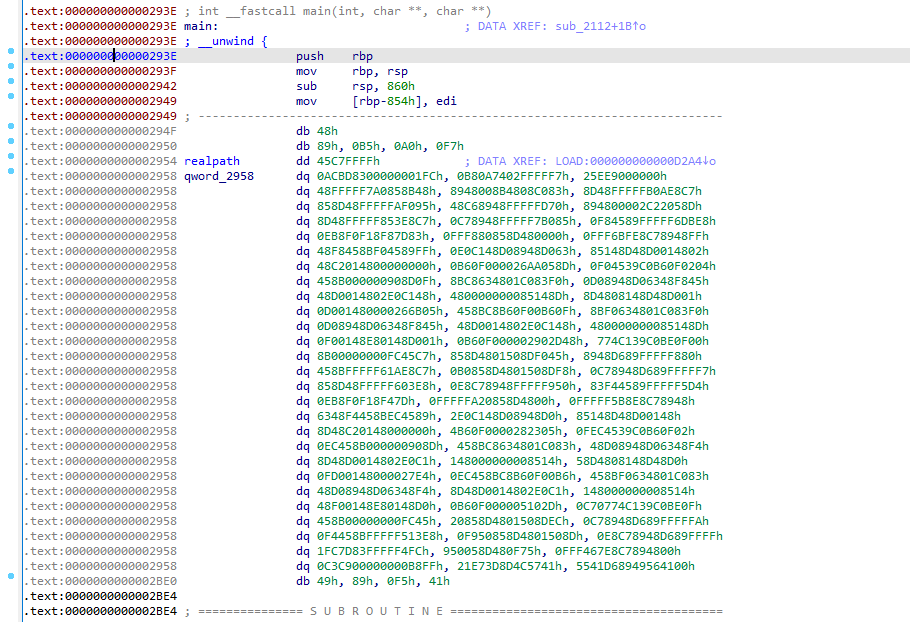 .text:000000000000293E ; int __fastcall main(int, char **, char **)
.text:000000000000293E main: ; DATA XREF: sub_2112+1B↑o
.text:000000000000293E ; __unwind {
.text:000000000000293E push rbp
.text:000000000000293F mov rbp, rsp
.text:0000000000002942 sub rsp, 860h
.text:0000000000002949 mov [rbp-854h], edi
.text:0000000000002949 ; ---------------------------------------------------------------------------
.text:000000000000294F db 48h
.text:0000000000002950 db 89h, 0B5h, 0A0h, 0F7h
.text:0000000000002954 realpath dd 45C7FFFFh ; DATA XREF: LOAD:000000000000D2A4↓o
.text:0000000000002958 qword_2958 dq 0ACBD8300000001FCh, 0B80A7402FFFFF7h, 25EE9000000h
.text:0000000000002958 dq 48FFFFF7A0858B48h, 8948008B4808C083h, 8D48FFFFFB0AE8C7h
.text:0000000000002958 dq 858D48FFFFFAF095h, 48C68948FFFFFD70h, 894800002C22058Dh
.text:0000000000002958 dq 8D48FFFFF853E8C7h, 0C78948FFFFF7B085h, 0F84589FFFFF6DBE8h
.text:0000000000002958 dq 0EB8F0F18F87D83h, 0FFF880858D480000h, 0FFF6BFE8C78948FFh
.text:0000000000002958 dq 48F8458BF04589FFh, 0E0C148D08948D063h, 85148D48D0014802h
.text:0000000000002958 dq 48C2014800000000h, 0B60F000026AA058Dh, 0F04539C0B60F0204h
.text:0000000000002958 dq 458B000000908D0Fh, 8BC8634801C083F0h, 0D08948D06348F845h
.text:0000000000002958 dq 48D0014802E0C148h, 480000000085148Dh, 8D4808148D48D001h
.text:0000000000002958 dq 0D001480000266B05h, 458BC8B60F00B60Fh, 8BF0634801C083F0h
.text:0000000000002958 dq 0D08948D06348F845h, 48D0014802E0C148h, 480000000085148Dh
.text:0000000000002958 dq 0F00148E80148D001h, 0B60F000002902D48h, 774C139C0BE0F00h
.text:0000000000002958 dq 8B00000000FC45C7h, 858D4801508DF045h, 8948D689FFFFF880h
.text:0000000000002958 dq 458BFFFFF61AE8C7h, 0B0858D4801508DF8h, 0C78948D689FFFFF7h
.text:0000000000002958 dq 858D48FFFFF603E8h, 0E8C78948FFFFF950h, 83F44589FFFFF5D4h
.text:0000000000002958 dq 0EB8F0F18F47Dh, 0FFFFFA20858D4800h, 0FFFFF5B8E8C78948h
.text:0000000000002958 dq 6348F4458BEC4589h, 2E0C148D08948D0h, 85148D48D00148h
.text:0000000000002958 dq 8D48C20148000000h, 4B60F0000282305h, 0FEC4539C0B60F02h
.text:0000000000002958 dq 0EC458B000000908Dh, 458BC8634801C083h, 48D08948D06348F4h
.text:0000000000002958 dq 8D48D0014802E0C1h, 148000000008514h, 58D4808148D48D0h
.text:0000000000002958 dq 0FD00148000027E4h, 0EC458BC8B60F00B6h, 458BF0634801C083h
.text:0000000000002958 dq 48D08948D06348F4h, 8D48D0014802E0C1h, 148000000008514h
.text:0000000000002958 dq 48F00148E80148D0h, 0B60F000005102Dh, 0C70774C139C0BE0Fh
.text:0000000000002958 dq 458B00000000FC45h, 20858D4801508DECh, 0C78948D689FFFFFAh
.text:0000000000002958 dq 0F4458BFFFFF513E8h, 0F950858D4801508Dh, 0E8C78948D689FFFFh
.text:0000000000002958 dq 1FC7D83FFFFF4FCh, 950058D480F75h, 0FFF467E8C7894800h
.text:0000000000002958 dq 0C3C900000000B8FFh, 21E73D8D4C5741h, 5541D68949564100h
.text:0000000000002BE0 db 49h, 89h, 0F5h, 41h
.text:0000000000002BE4
.text:0000000000002BE4 ; =============== S U B R O U T I N E =======================================